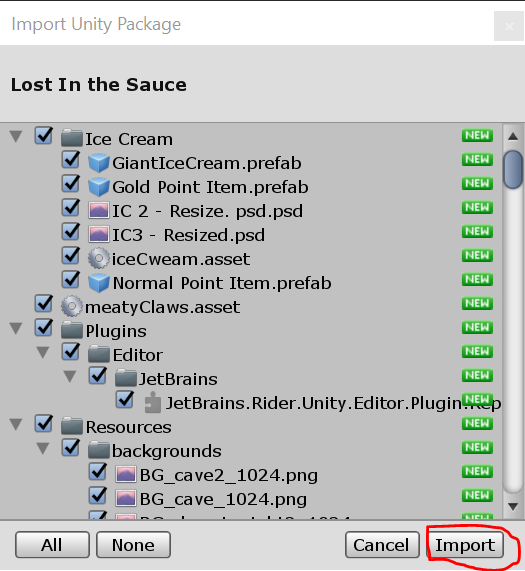 Import Unity Package
Lost In the Sauce
Ice Cream NEW
GiantIceCream.prefab NEW
Gold Point Item.prefab NEW
IC 2 - Resize. psd.psd NEW
IC3 - Resized.psd NEW
iceCweam.asset NEW
Normal Point Item.prefab NEW
meatyClaws.asset NEW
Plugins NEW
Editor NEW
JetBrains NEW
JetBrains.Rider.Unity.Editor.Plugin.Rep NEW
Resources NEW
backgrounds NEW
BG_cave2_1024.png NEW
BG_cave_1024.png NEW
NEW
All None Cancel Import